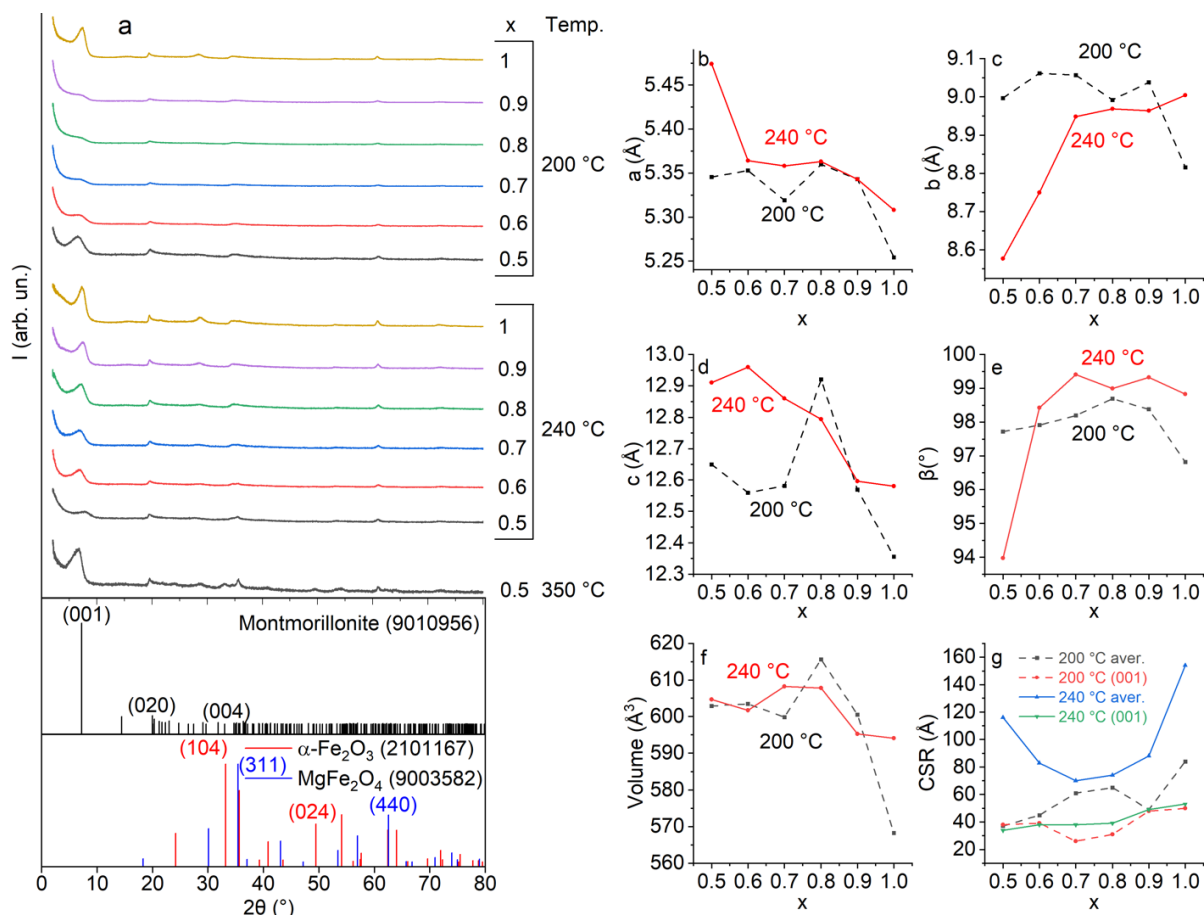 a
x Temp.
1
0.9
0.8
0.7
0.6
0.5
200 °C
1
0.9
0.8
0.7
0.6
0.5
240 °C
0.5 350 °C
I (arb. un.)
(001)
Montmorillonite (9010956)
(020)
(004)
(104)
α-Fe₂O₃ (2101167)
(311)
MgFe₂O₄ (9003582)
(024)
(440)
0 10 20 30 40 50 60 70 80
2θ (°)
b
5.45
5.40
5.35
5.30
5.25
a (Å)
240 °C
200 °C
0.5 0.6 0.7 0.8 0.9 1.0
x
c
9.1
9.0
8.9
8.8
8.7
8.6
b (Å)
200 °C
240 °C
0.5 0.6 0.7 0.8 0.9 1.0
x
d
13.0
12.9
12.8
12.7
12.6
12.5
12.4
12.3
c (Å)
240 °C
200 °C
0.5 0.6 0.7 0.8 0.9 1.0
x
e
100
99
98
97
96
95
94
β(°)
240 °C
200 °C
0.5 0.6 0.7 0.8 0.9 1.0
x
f
620
610
600
590
580
570
560
Volume (Å³)
240 °C
200 °C
0.5 0.6 0.7 0.8 0.9 1.0
x
g
160
140
120
100
80
60
40
20
CSR (Å)
200 °C aver.
200 °C (001)
240 °C aver.
240 °C (001)
0.5 0.6 0.7 0.8 0.9 1.0
x